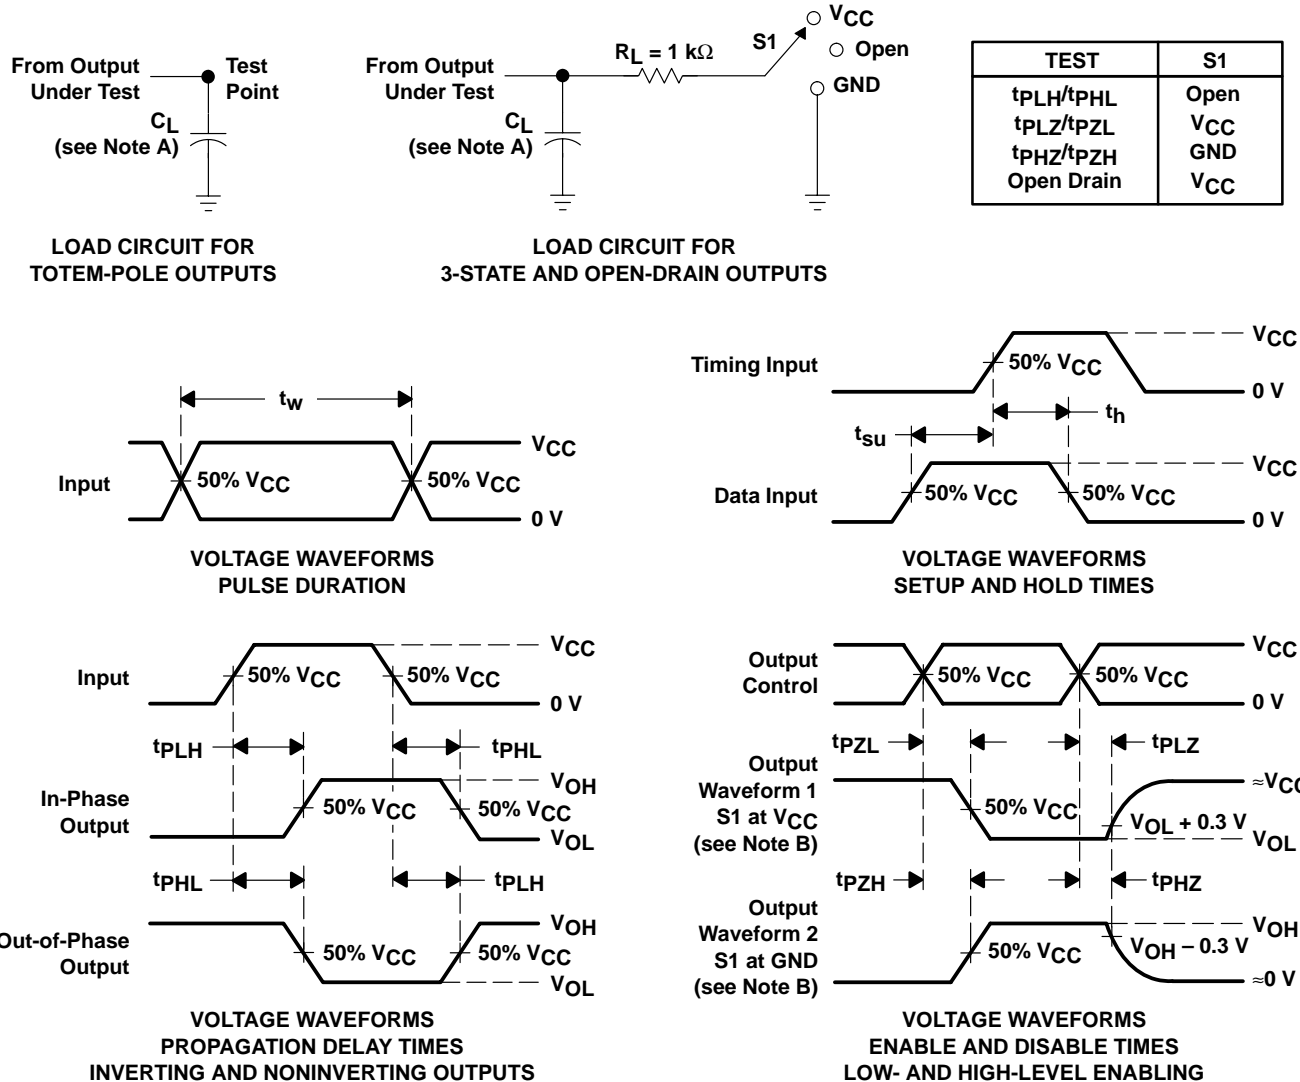 From Output
Under Test
Test
Point
CL
(see Note A)
LOAD CIRCUIT FOR
TOTEM-POLE OUTPUTS
From Output
Under Test
RL = 1 kΩ
S1
VCC
Open
GND
CL
(see Note A)
LOAD CIRCUIT FOR
3-STATE AND OPEN-DRAIN OUTPUTS
TEST S1
tPLH/tPHL Open
tPLZ/tPZL VCC
tPHZ/tPZH GND
Open Drain VCC
tw
Input
50% VCC
50% VCC
VCC
0 V
VOLTAGE WAVEFORMS
PULSE DURATION
Timing Input
50% VCC
VCC
0 V
th
tsu
Data Input
50% VCC
50% VCC
VCC
0 V
VOLTAGE WAVEFORMS
SETUP AND HOLD TIMES
Input
50% VCC
50% VCC
VCC
0 V
tPLH
tPHL
In-Phase
Output
50% VCC
50% VCC
VOH
VOL
tPHL
tPLH
Out-of-Phase
Output
50% VCC
50% VCC
VOH
VOL
VOLTAGE WAVEFORMS
PROPAGATION DELAY TIMES
INVERTING AND NONINVERTING OUTPUTS
Output
Control
50% VCC
50% VCC
VCC
0 V
tPZL
tPLZ
Output
Waveform 1
S1 at VCC
(see Note B)
50% VCC
≈VCC
VOL + 0.3 V
VOL
tPZH
tPHZ
Output
Waveform 2
S1 at GND
(see Note B)
50% VCC
VOH
VOH − 0.3 V
≈0 V
VOLTAGE WAVEFORMS
ENABLE AND DISABLE TIMES
LOW- AND HIGH-LEVEL ENABLING